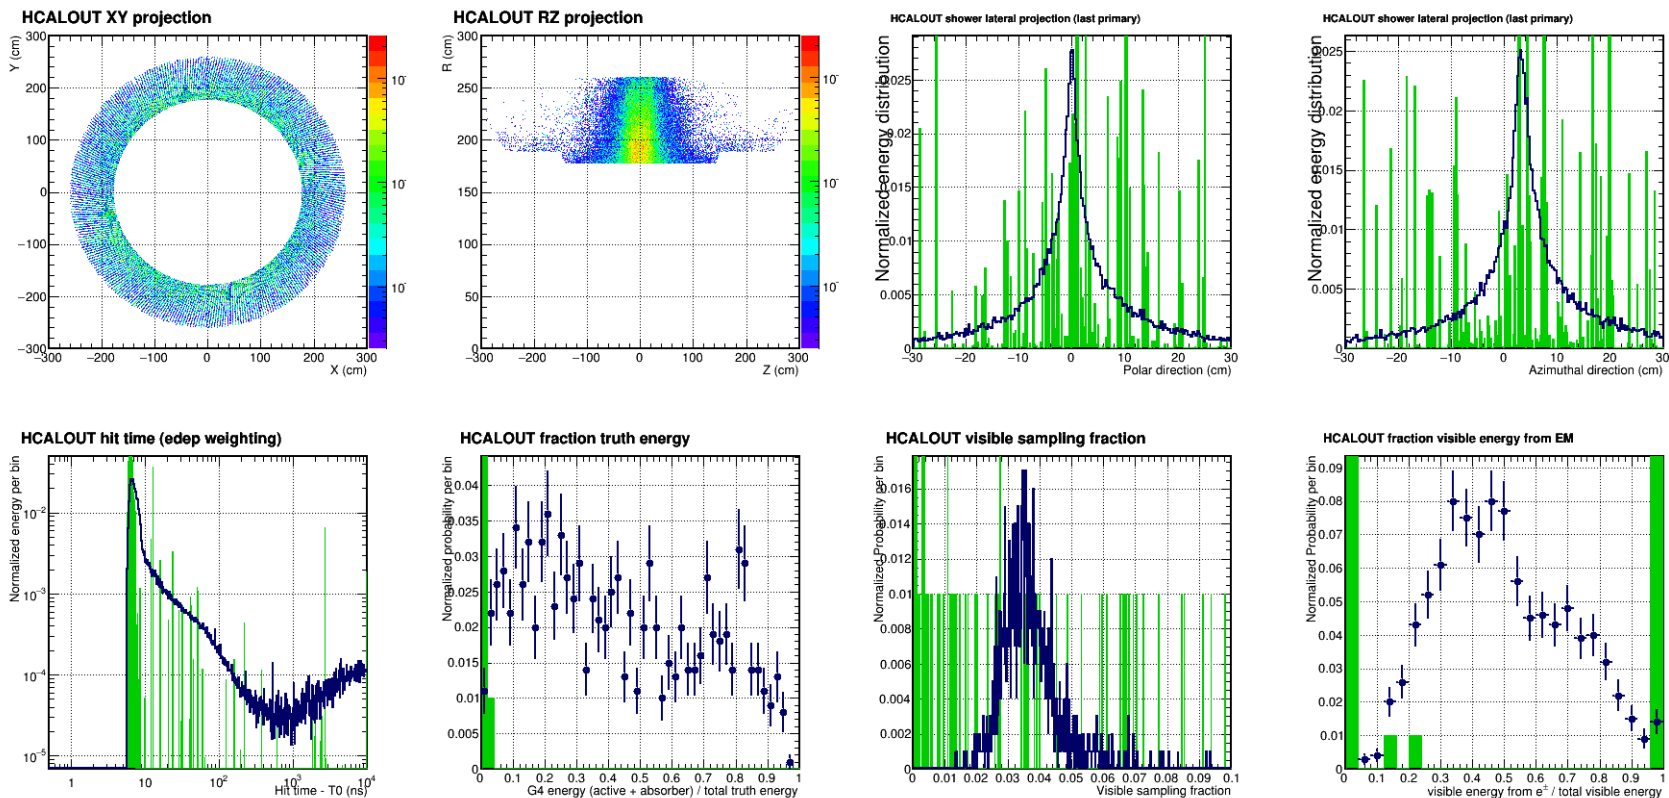 HCALOUT XY projection
Y (cm)
300
200
100
0
−100
−200
−300
−300 −200 −100 0 100 200 300
X (cm)
10⁻
10⁻
10⁻
HCALOUT RZ projection
R (cm)
300
250
200
150
100
50
0
−300 −200 −100 0 100 200 300
Z (cm)
10⁻
10⁻
10⁻
HCALOUT shower lateral projection (last primary)
Normalized energy distribution
0.025
0.02
0.015
0.01
0.005
0
−30 −20 −10 0 10 20 30
Polar direction (cm)
HCALOUT shower lateral projection (last primary)
Normalized energy distribution
0.025
0.02
0.015
0.01
0.005
0
−30 −20 −10 0 10 20 30
Azimuthal direction (cm)
HCALOUT hit time (edep weighting)
Normalized energy per bin
10⁻²
10⁻³
10⁻⁴
10⁻⁵
1 10 10² 10³ 10⁴
Hit time - T0 (ns)
HCALOUT fraction truth energy
Normalized probability per bin
0.04
0.035
0.03
0.025
0.02
0.015
0.01
0.005
0
0 0.1 0.2 0.3 0.4 0.5 0.6 0.7 0.8 0.9 1
G4 energy (active + absorber) / total truth energy
HCALOUT visible sampling fraction
Normalized Probability per bin
0.016
0.014
0.012
0.01
0.008
0.006
0.004
0.002
0
0 0.01 0.02 0.03 0.04 0.05 0.06 0.07 0.08 0.09 0.1
Visible sampling fraction
HCALOUT fraction visible energy from EM
Normalized Probability per bin
0.09
0.08
0.07
0.06
0.05
0.04
0.03
0.02
0.01
0
0 0.1 0.2 0.3 0.4 0.5 0.6 0.7 0.8 0.9 1
visible energy from e± / total visible energy